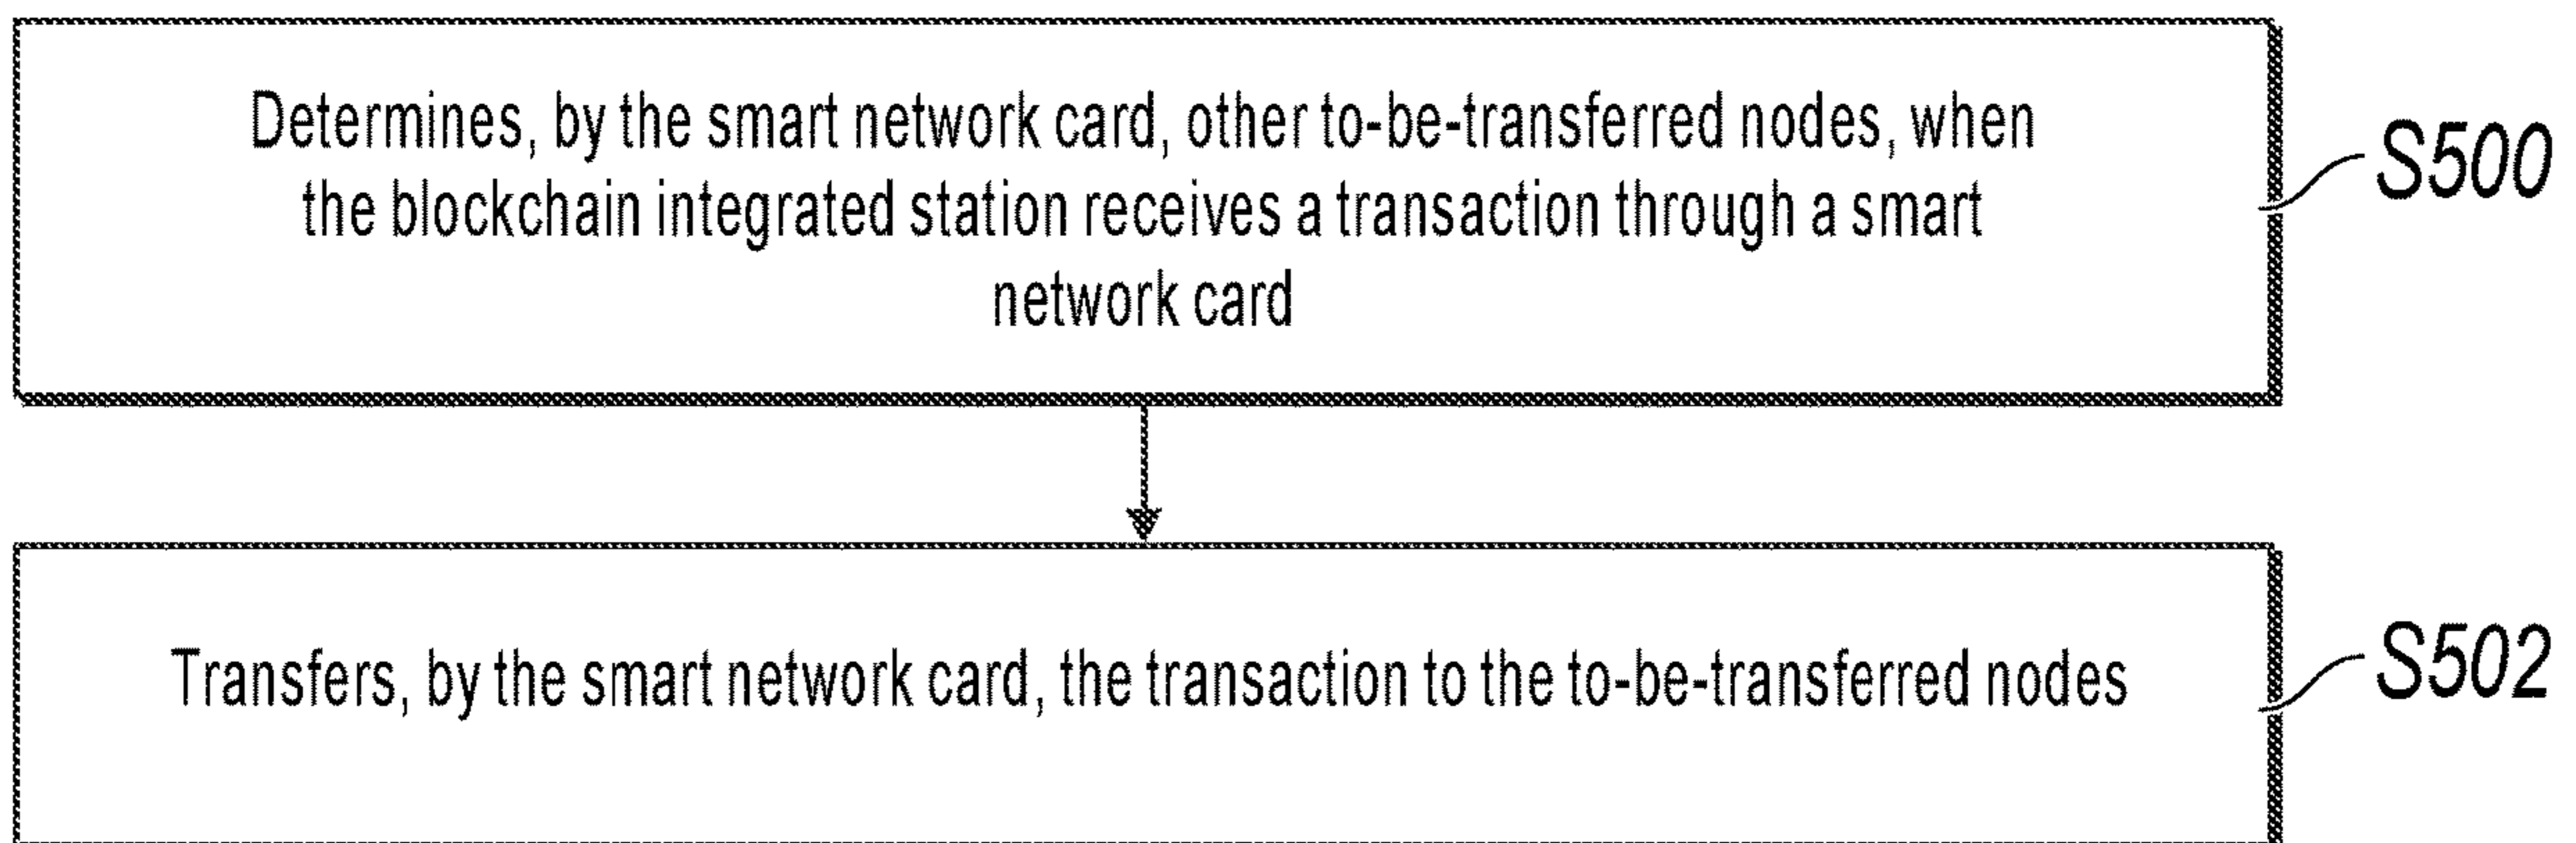 Determines, by the smart network card, other to-be-transferred nodes, when
the blockchain integrated station receives a transaction through a smart
network card
S500
Transfers, by the smart network card, the transaction to the to-be-transferred nodes
S502